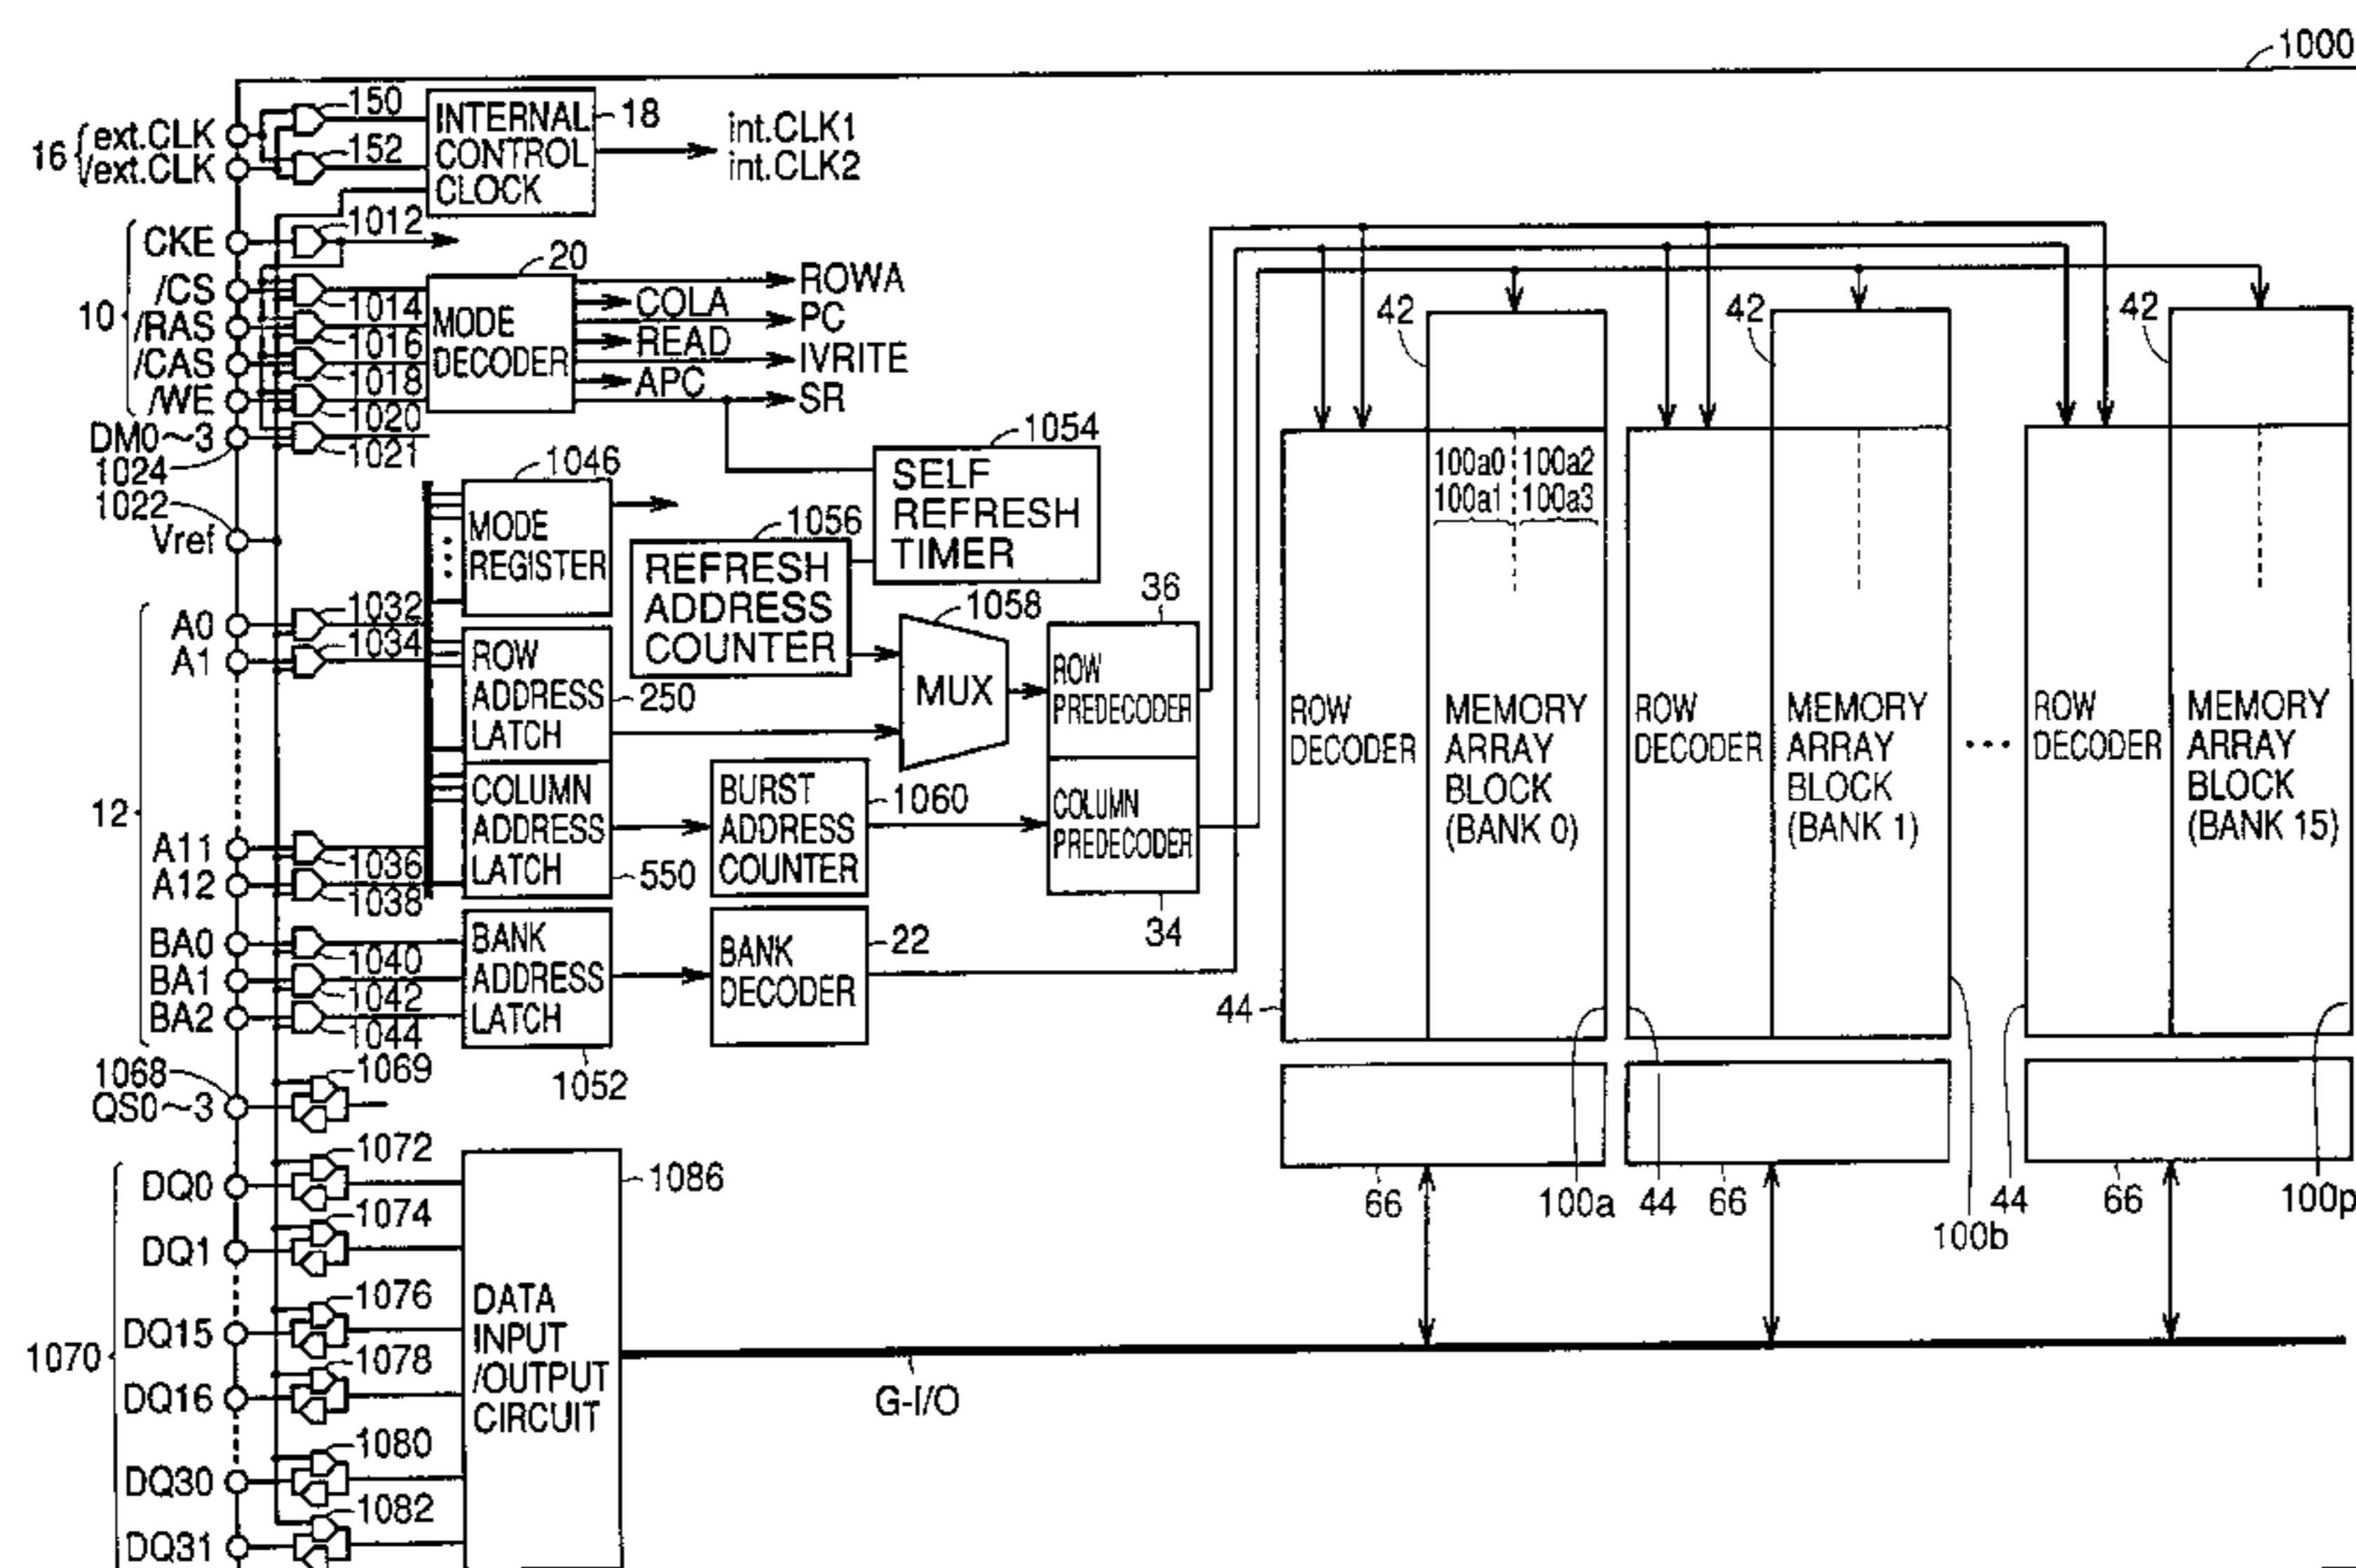 1000
16
ext.CLK
/ext.CLK
150
152
INTERNAL
CONTROL
CLOCK
18
int.CLK1
int.CLK2
10
CKE
/CS
/RAS
/CAS
/WE
DM0~3
1024
1022
Vref
1012
1014
1016
1018
1020
1021
20
MODE
DECODER
ROWA
COLA
PC
READ
IVRITE
APC
SR
1046
MODE
REGISTER
1054
SELF
REFRESH
TIMER
1056
REFRESH
ADDRESS
COUNTER
12
A0
A1
A11
A12
BA0
BA1
BA2
1032
1034
1036
1038
1040
1042
1044
ROW
ADDRESS
LATCH
250
COLUMN
ADDRESS
LATCH
550
BANK
ADDRESS
LATCH
1052
1058
MUX
BURST
ADDRESS
COUNTER
1060
BANK
DECODER
22
36
ROW
PREDECODER
COLUMN
PREDECODER
34
42
42
42
100a0 100a2
100a1 100a3
ROW
DECODER
MEMORY
ARRAY
BLOCK
(BANK 0)
ROW
DECODER
MEMORY
ARRAY
BLOCK
(BANK 1)
•••
ROW
DECODER
MEMORY
ARRAY
BLOCK
(BANK 15)
44
66
100a
44
66
100b
44
66
100p
1068
QS0~3
1069
1070
DQ0
DQ1
DQ15
DQ16
DQ30
DQ31
1072
1074
1076
1078
1080
1082
1086
DATA
INPUT
/OUTPUT
CIRCUIT
G-I/O